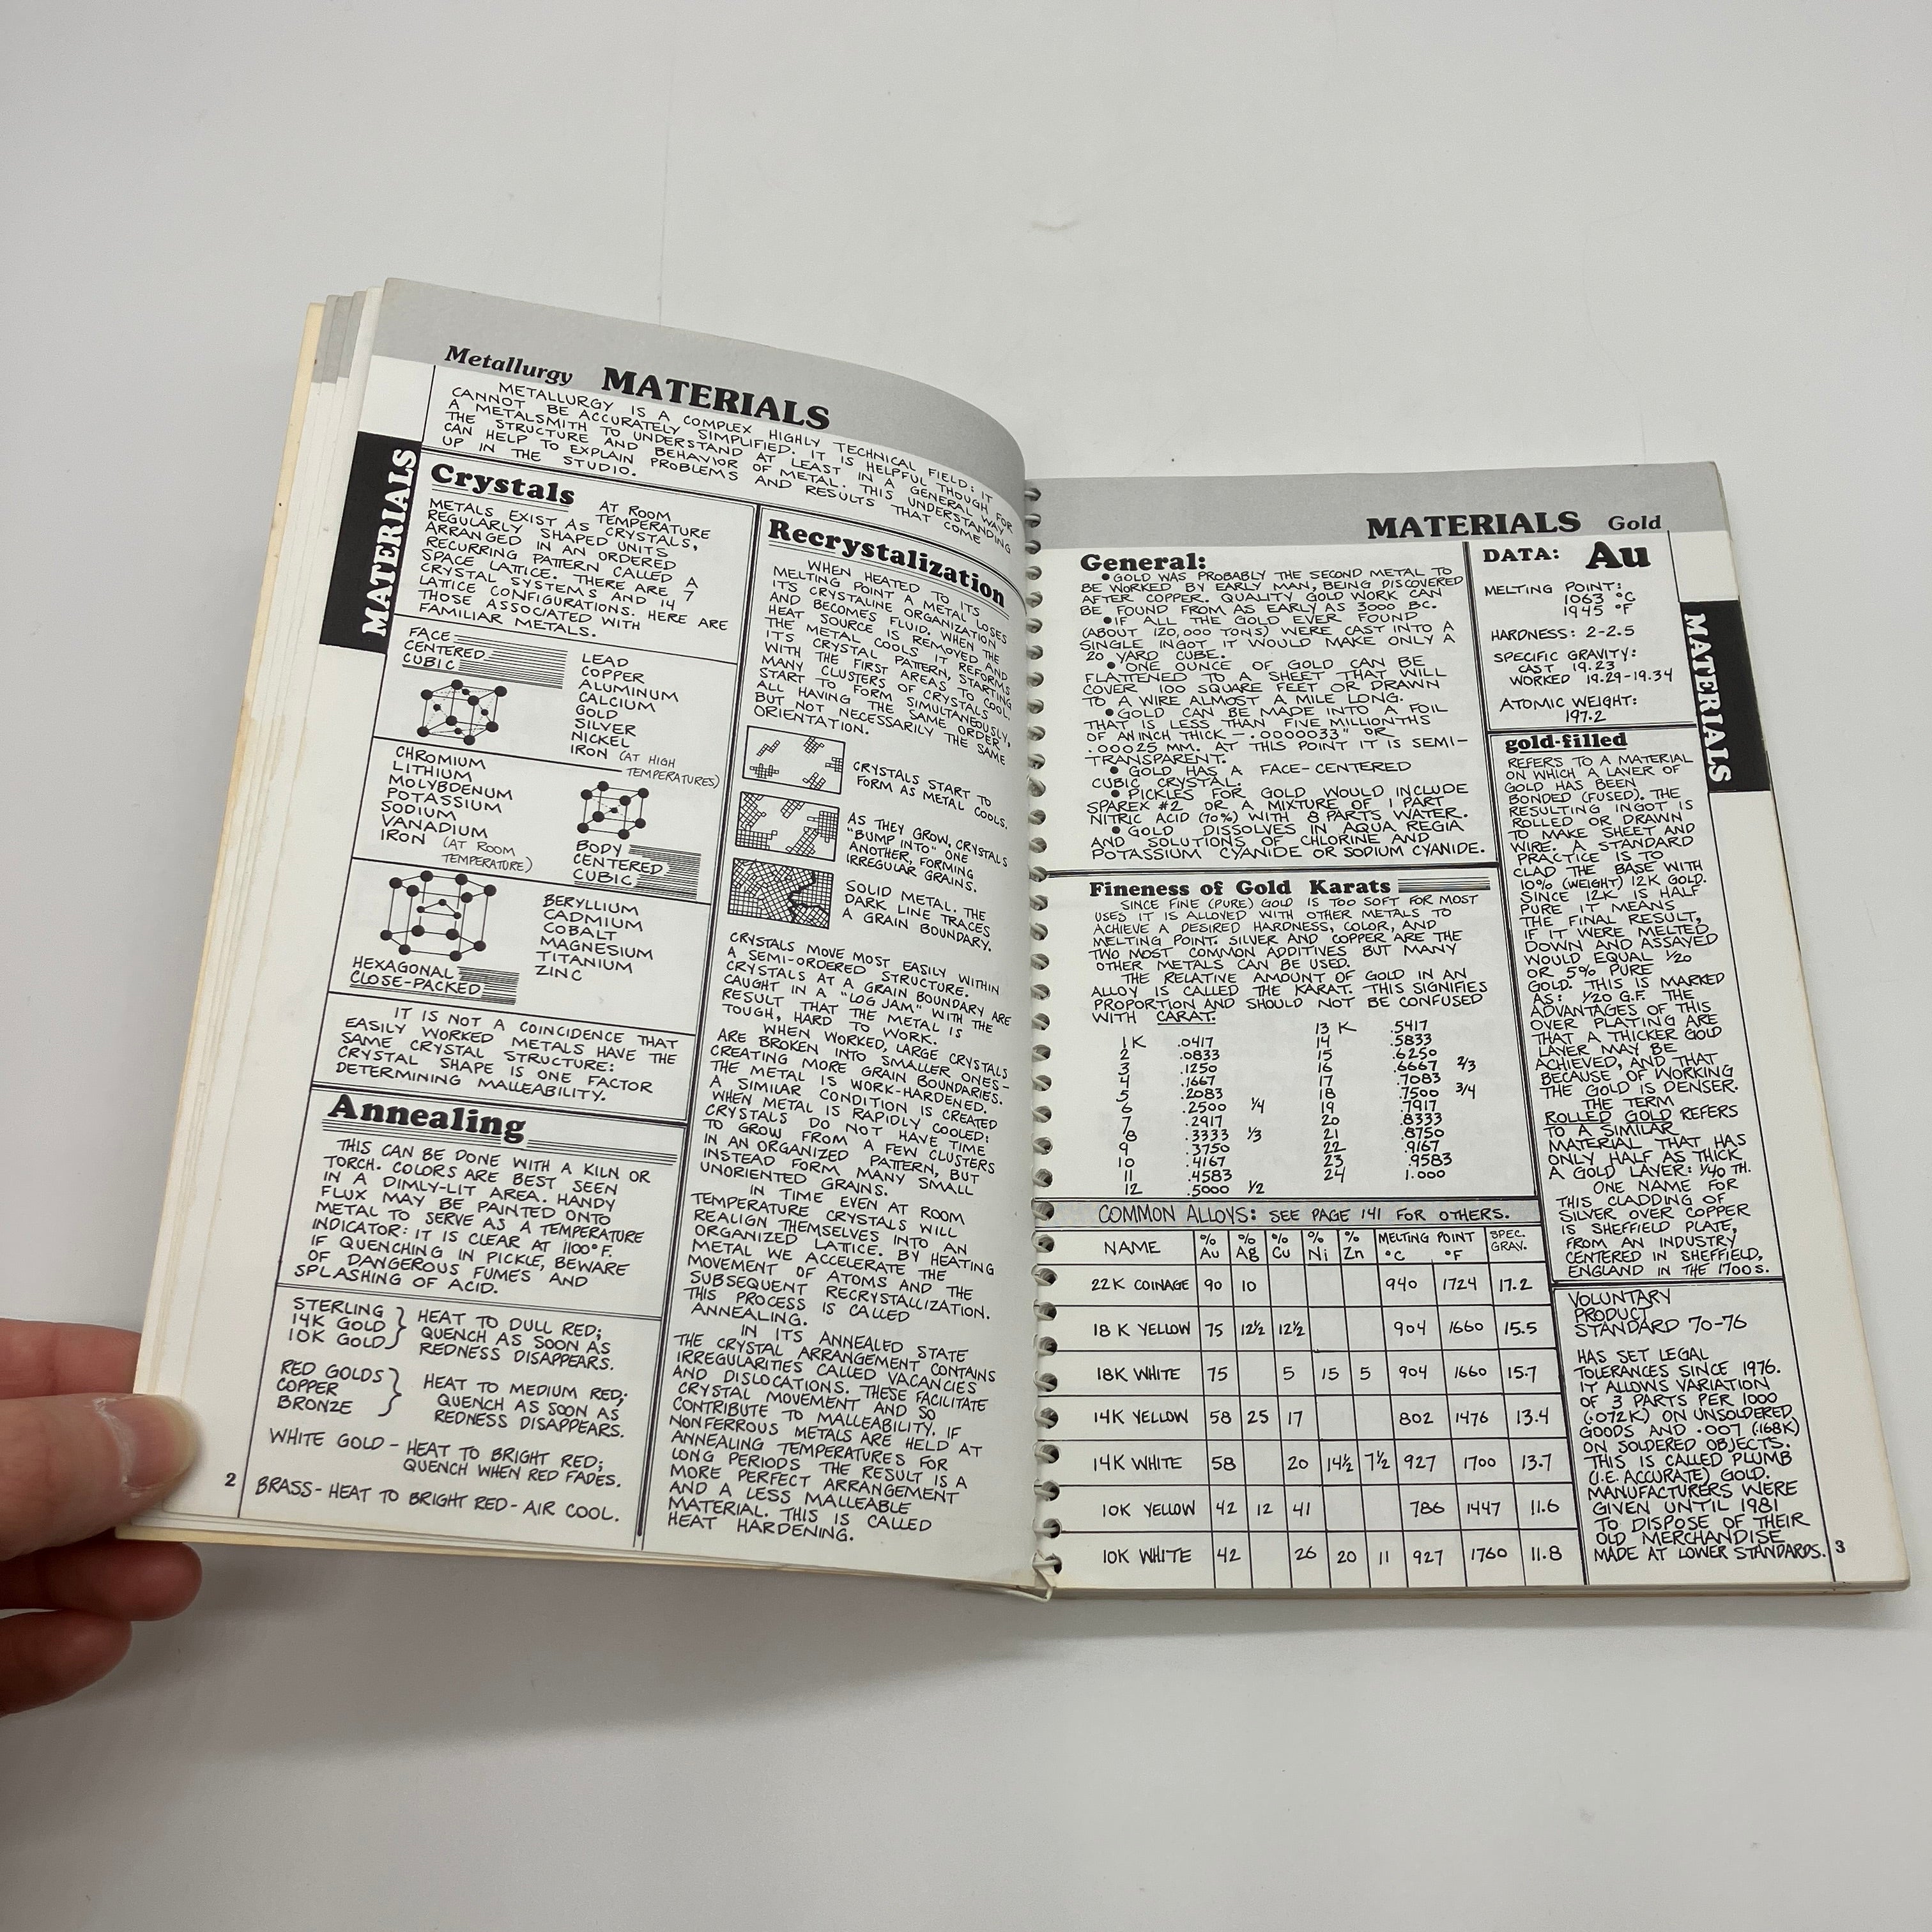 Metallurgy MATERIALS
METALLURGY IS A COMPLEX HIGHLY TECHNICAL FIELD; IT
CANNOT BE ACCURATELY SIMPLIFIED. IT IS HELPFUL THOUGH FOR
A METALSMITH TO UNDERSTAND AT LEAST IN A GENERAL WAY
THE STRUCTURE AND BEHAVIOR OF METAL. THIS UNDERSTANDING
CAN HELP TO EXPLAIN PROBLEMS AND RESULTS THAT COME
UP IN THE STUDIO.
MATERIALS
Crystals
AT ROOM
TEMPERATURE
METALS EXIST AS CRYSTALS,
REGULARLY SHAPED UNITS
ARRANGED IN AN ORDERED
RECURRING PATTERN CALLED A
SPACE LATTICE. THERE ARE 7
CRYSTAL SYSTEMS AND 14
LATTICE CONFIGURATIONS. HERE ARE
THOSE ASSOCIATED WITH
FAMILIAR METALS.
FACE
CENTERED
CUBIC
LEAD
COPPER
ALUMINUM
CALCIUM
GOLD
SILVER
NICKEL
IRON (AT HIGH
TEMPERATURES)
CHROMIUM
LITHIUM
MOLYBDENUM
POTASSIUM
SODIUM
VANADIUM
IRON (AT ROOM
TEMPERATURE)
BODY
CENTERED
CUBIC
HEXAGONAL
CLOSE-PACKED
BERYLLIUM
CADMIUM
COBALT
MAGNESIUM
TITANIUM
ZINC
IT IS NOT A COINCIDENCE THAT
EASILY WORKED METALS HAVE THE
SAME CRYSTAL STRUCTURE:
CRYSTAL SHAPE IS ONE FACTOR
DETERMINING MALLEABILITY.
Annealing
THIS CAN BE DONE WITH A KILN OR
TORCH. COLORS ARE BEST SEEN
IN A DIMLY-LIT AREA. HANDY
FLUX MAY BE PAINTED ONTO
METAL TO SERVE AS A TEMPERATURE
INDICATOR: IT IS CLEAR AT 1100°F.
IF QUENCHING IN PICKLE, BEWARE
OF DANGEROUS FUMES AND
SPLASHING OF ACID.
STERLING
14K GOLD
10K GOLD
HEAT TO DULL RED;
QUENCH AS SOON AS
REDNESS DISAPPEARS.
RED GOLDS
COPPER
BRONZE
HEAT TO MEDIUM RED;
QUENCH AS SOON AS
REDNESS DISAPPEARS.
WHITE GOLD - HEAT TO BRIGHT RED;
QUENCH WHEN RED FADES.
BRASS - HEAT TO BRIGHT RED - AIR COOL.
2
Recrystalization
WHEN HEATED TO ITS
MELTING POINT A METAL LOSES
ITS CRYSTALINE ORGANIZATION
AND BECOMES FLUID. WHEN THE
HEAT SOURCE IS REMOVED AND
THE METAL COOLS IT REFORMS
ITS CRYSTAL PATTERN, STARTING
WITH THE FIRST AREAS TO COOL.
MANY CLUSTERS OF CRYSTALS
START TO FORM SIMULTANEOUSLY,
ALL HAVING THE SAME ORDER,
BUT NOT NECESSARILY THE SAME
ORIENTATION.
CRYSTALS START TO
FORM AS METAL COOLS.
AS THEY GROW, CRYSTALS
"BUMP INTO" ONE
ANOTHER, FORMING
IRREGULAR GRAINS.
SOLID METAL. THE
DARK LINE TRACES
A GRAIN BOUNDARY.
CRYSTALS MOVE MOST EASILY WITHIN
A SEMI-ORDERED STRUCTURE.
CRYSTALS AT A GRAIN BOUNDARY ARE
CAUGHT IN A "LOG JAM" WITH THE
RESULT THAT THE METAL IS
TOUGH, HARD TO WORK.
WHEN WORKED, LARGE CRYSTALS
ARE BROKEN INTO SMALLER ONES-
CREATING MORE GRAIN BOUNDARIES.
THE METAL IS WORK-HARDENED.
A SIMILAR CONDITION IS CREATED
WHEN METAL IS RAPIDLY COOLED:
CRYSTALS DO NOT HAVE TIME
TO GROW FROM A FEW CLUSTERS
IN AN ORGANIZED PATTERN, BUT
INSTEAD FORM MANY SMALL
UNORIENTED GRAINS.
IN TIME EVEN AT ROOM
TEMPERATURE CRYSTALS WILL
REALIGN THEMSELVES INTO AN
ORGANIZED LATTICE. BY HEATING
METAL WE ACCELERATE THE
MOVEMENT OF ATOMS AND THE
SUBSEQUENT RECRYSTALLIZATION.
THIS PROCESS IS CALLED
ANNEALING.
IN ITS ANNEALED STATE
THE CRYSTAL ARRANGEMENT CONTAINS
IRREGULARITIES CALLED VACANCIES
AND DISLOCATIONS. THESE FACILITATE
CRYSTAL MOVEMENT AND SO
CONTRIBUTE TO MALLEABILITY. IF
NONFERROUS METALS ARE HELD AT
ANNEALING TEMPERATURES FOR
LONG PERIODS THE RESULT IS A
MORE PERFECT ARRANGEMENT
AND A LESS MALLEABLE
MATERIAL. THIS IS CALLED
HEAT HARDENING.
MATERIALS Gold
General:
• GOLD WAS PROBABLY THE SECOND METAL TO
BE WORKED BY EARLY MAN, BEING DISCOVERED
AFTER COPPER. QUALITY GOLD WORK CAN
BE FOUND FROM AS EARLY AS 3000 BC.
• IF ALL THE GOLD EVER FOUND
(ABOUT 120,000 TONS) WERE CAST INTO A
SINGLE INGOT IT WOULD MAKE ONLY A
20 YARD CUBE.
• ONE OUNCE OF GOLD CAN BE
FLATTENED TO A SHEET THAT WILL
COVER 100 SQUARE FEET OR DRAWN
TO A WIRE ALMOST A MILE LONG.
• GOLD CAN BE MADE INTO A FOIL
THAT IS LESS THAN FINE MILLIONTHS
OF AN INCH THICK - .0000033" OR
.00025 MM. AT THIS POINT IT IS SEMI-
TRANSPARENT.
• GOLD HAS A FACE-CENTERED
CUBIC CRYSTAL.
• PICKLES FOR GOLD WOULD INCLUDE
SPAREX #2 OR A MIXTURE OF 1 PART
NITRIC ACID (70%) WITH 8 PARTS WATER.
• GOLD DISSOLVES IN AQUA REGIA
AND SOLUTIONS OF CHLORINE AND
POTASSIUM CYANIDE OR SODIUM CYANIDE.
Fineness of Gold Karats
SINCE FINE (PURE) GOLD IS TOO SOFT FOR MOST
USES IT IS ALLOYED WITH OTHER METALS TO
ACHIEVE A DESIRED HARDNESS, COLOR, AND
MELTING POINT. SILVER AND COPPER ARE THE
TWO MOST COMMON ADDITIVES BUT MANY
OTHER METALS CAN BE USED.
THE RELATIVE AMOUNT OF GOLD IN AN
ALLOY IS CALLED THE KARAT. THIS SIGNIFIES
PROPORTION AND SHOULD NOT BE CONFUSED
WITH CARAT.
1K .0417
2 .0833
3 .1250
4 .1667
5 .2083
6 .2500 1/4
7 .2917
8 .3333 1/3
9 .3750
10 .4167
11 .4583
12 .5000 1/2
13 K .5417
14 .5833
15 .6250
16 .6667 2/3
17 .7083
18 .7500 3/4
19 .7917
20 .8333
21 .8750
22 .9167
23 .9583
24 1.000
COMMON ALLOYS: SEE PAGE 141 FOR OTHERS.
NAME % Au % Ag % Cu % Ni % Zn MELTING POINT °C °F SPEC. GRAV.
22K COINAGE 90 10 940 1724 17.2
18 K YELLOW 75 12½ 12½ 904 1660 15.5
18K WHITE 75 5 15 5 904 1660 15.7
14K YELLOW 58 25 17 802 1476 13.4
14K WHITE 58 20 14½ 7½ 927 1700 13.7
10K YELLOW 42 12 41 786 1447 11.6
10K WHITE 42 26 20 11 927 1760 11.8
DATA: Au
MELTING POINT:
1063 °C
1945 °F
HARDNESS: 2-2.5
SPECIFIC GRAVITY:
CAST 19.23
WORKED 19.29-19.34
ATOMIC WEIGHT:
197.2
MATERIALS
gold-filled
REFERS TO A MATERIAL
ON WHICH A LAYER OF
GOLD HAS BEEN
BONDED (FUSED). THE
RESULTING INGOT IS
ROLLED OR DRAWN
TO MAKE SHEET AND
WIRE. A STANDARD
PRACTICE IS TO
CLAD THE BASE WITH
10% (WEIGHT) 12K GOLD.
SINCE 12K IS HALF
PURE IT MEANS
THE FINAL RESULT,
IF IT WERE MELTED
DOWN AND ASSAYED
WOULD EQUAL 1/20
OR 5% PURE
GOLD. THIS IS MARKED
AS: 1/20 G.F. THE
ADVANTAGES OF THIS
OVER PLATING ARE
THAT A THICKER GOLD
LAYER MAY BE
ACHIEVED, AND THAT
BECAUSE OF WORKING
THE GOLD IS DENSER.
THE TERM
ROLLED GOLD REFERS
TO A SIMILAR
MATERIAL THAT HAS
ONLY HALF AS THICK
A GOLD LAYER: 1/40 TH.
ONE NAME FOR
THIS CLADDING OF
SILVER OVER COPPER
IS SHEFFIELD PLATE,
FROM AN INDUSTRY
CENTERED IN SHEFFIELD,
ENGLAND IN THE 1700s.
VOLUNTARY
PRODUCT
STANDARD 70-76
HAS SET LEGAL
TOLERANCES SINCE 1976.
IT ALLOWS VARIATION
OF 3 PARTS PER 1000
(.072K) ON UNSOLDERED
GOODS AND .007 (.168K)
ON SOLDERED OBJECTS.
THIS IS CALLED PLUMB
(I.E. ACCURATE) GOLD.
MANUFACTURERS WERE
GIVEN UNTIL 1981
TO DISPOSE OF THEIR
OLD MERCHANDISE
MADE AT LOWER STANDARDS.
3